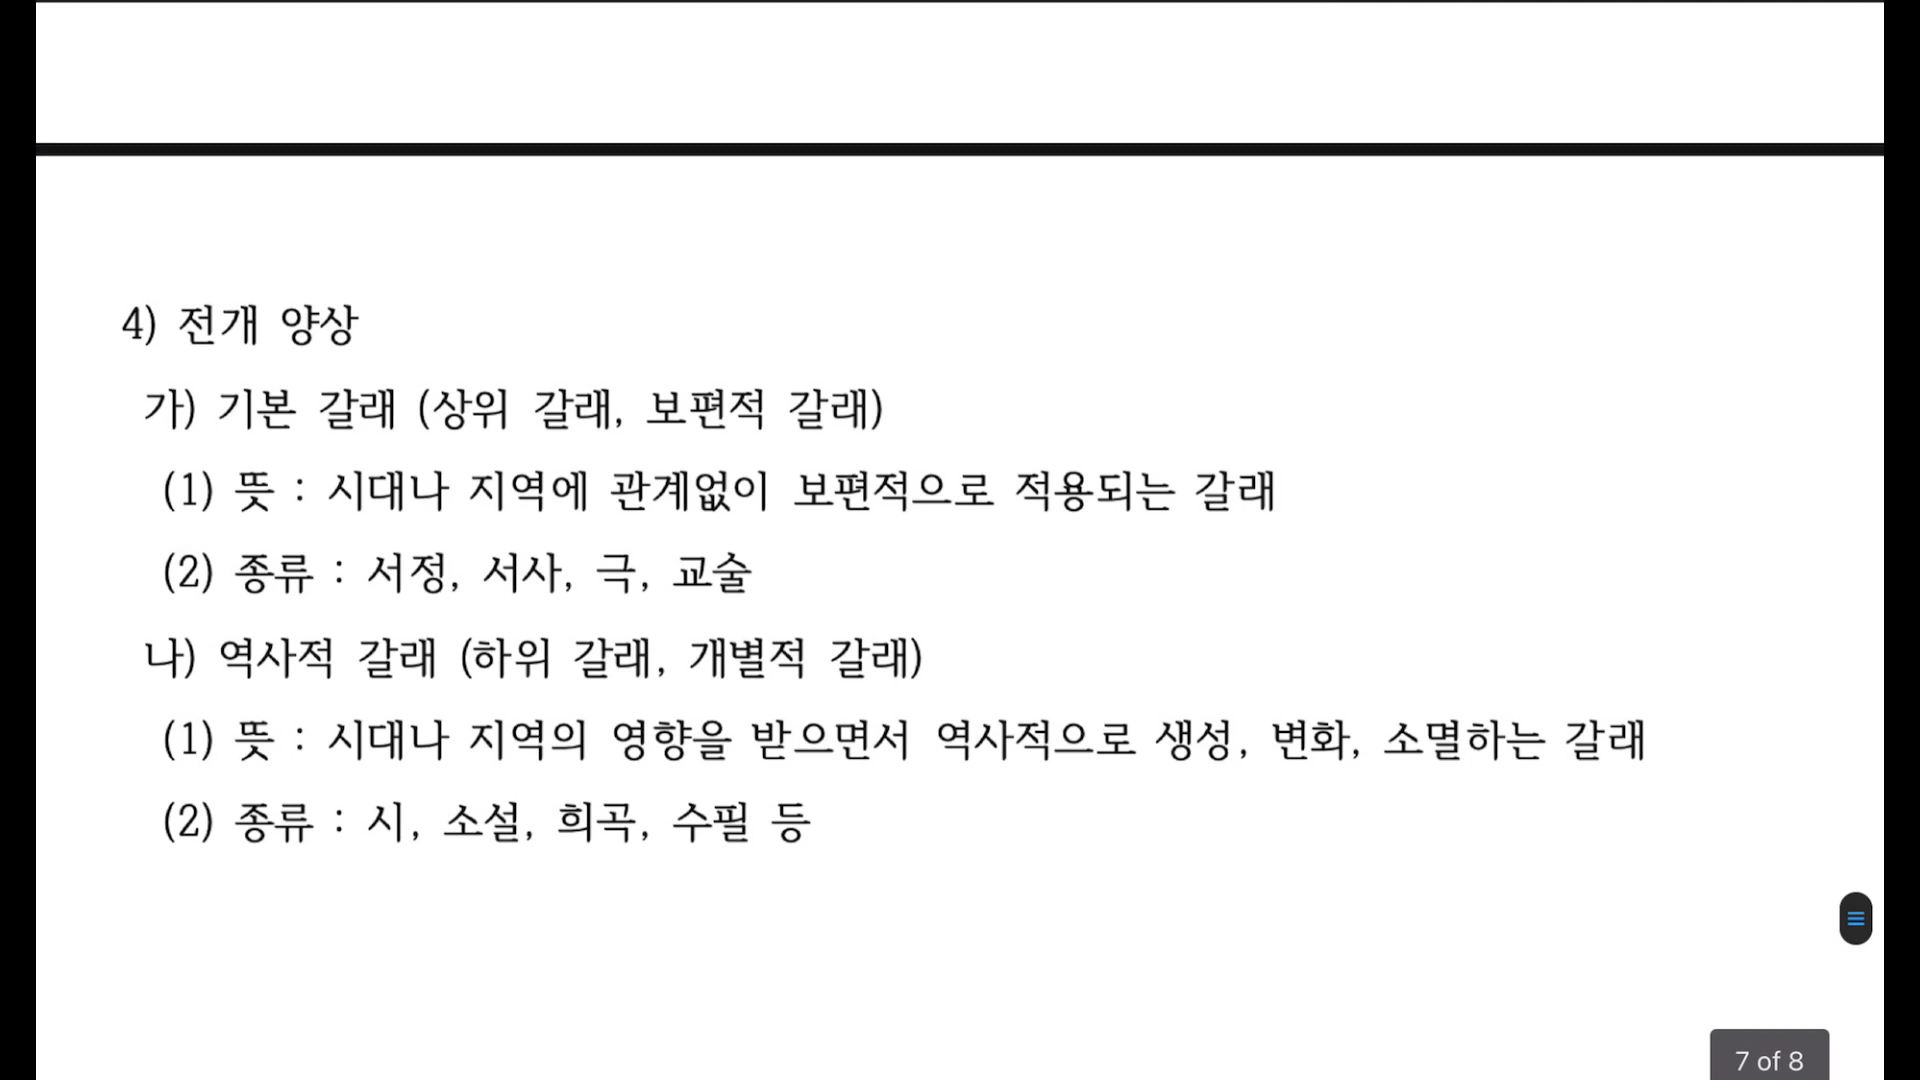 4) 전개 양상
가) 기본 갈래 (상위 갈래, 보편적 갈래)
(1) 뜻 : 시대나 지역에 관계없이 보편적으로 적용되는 갈래
(2) 종류 : 서정, 서사, 극, 교술
나) 역사적 갈래 (하위 갈래, 개별적 갈래)
(1) 뜻 : 시대나 지역의 영향을 받으면서 역사적으로 생성, 변화, 소멸하는 갈래
(2) 종류 : 시, 소설, 희곡, 수필 등
7 of 8